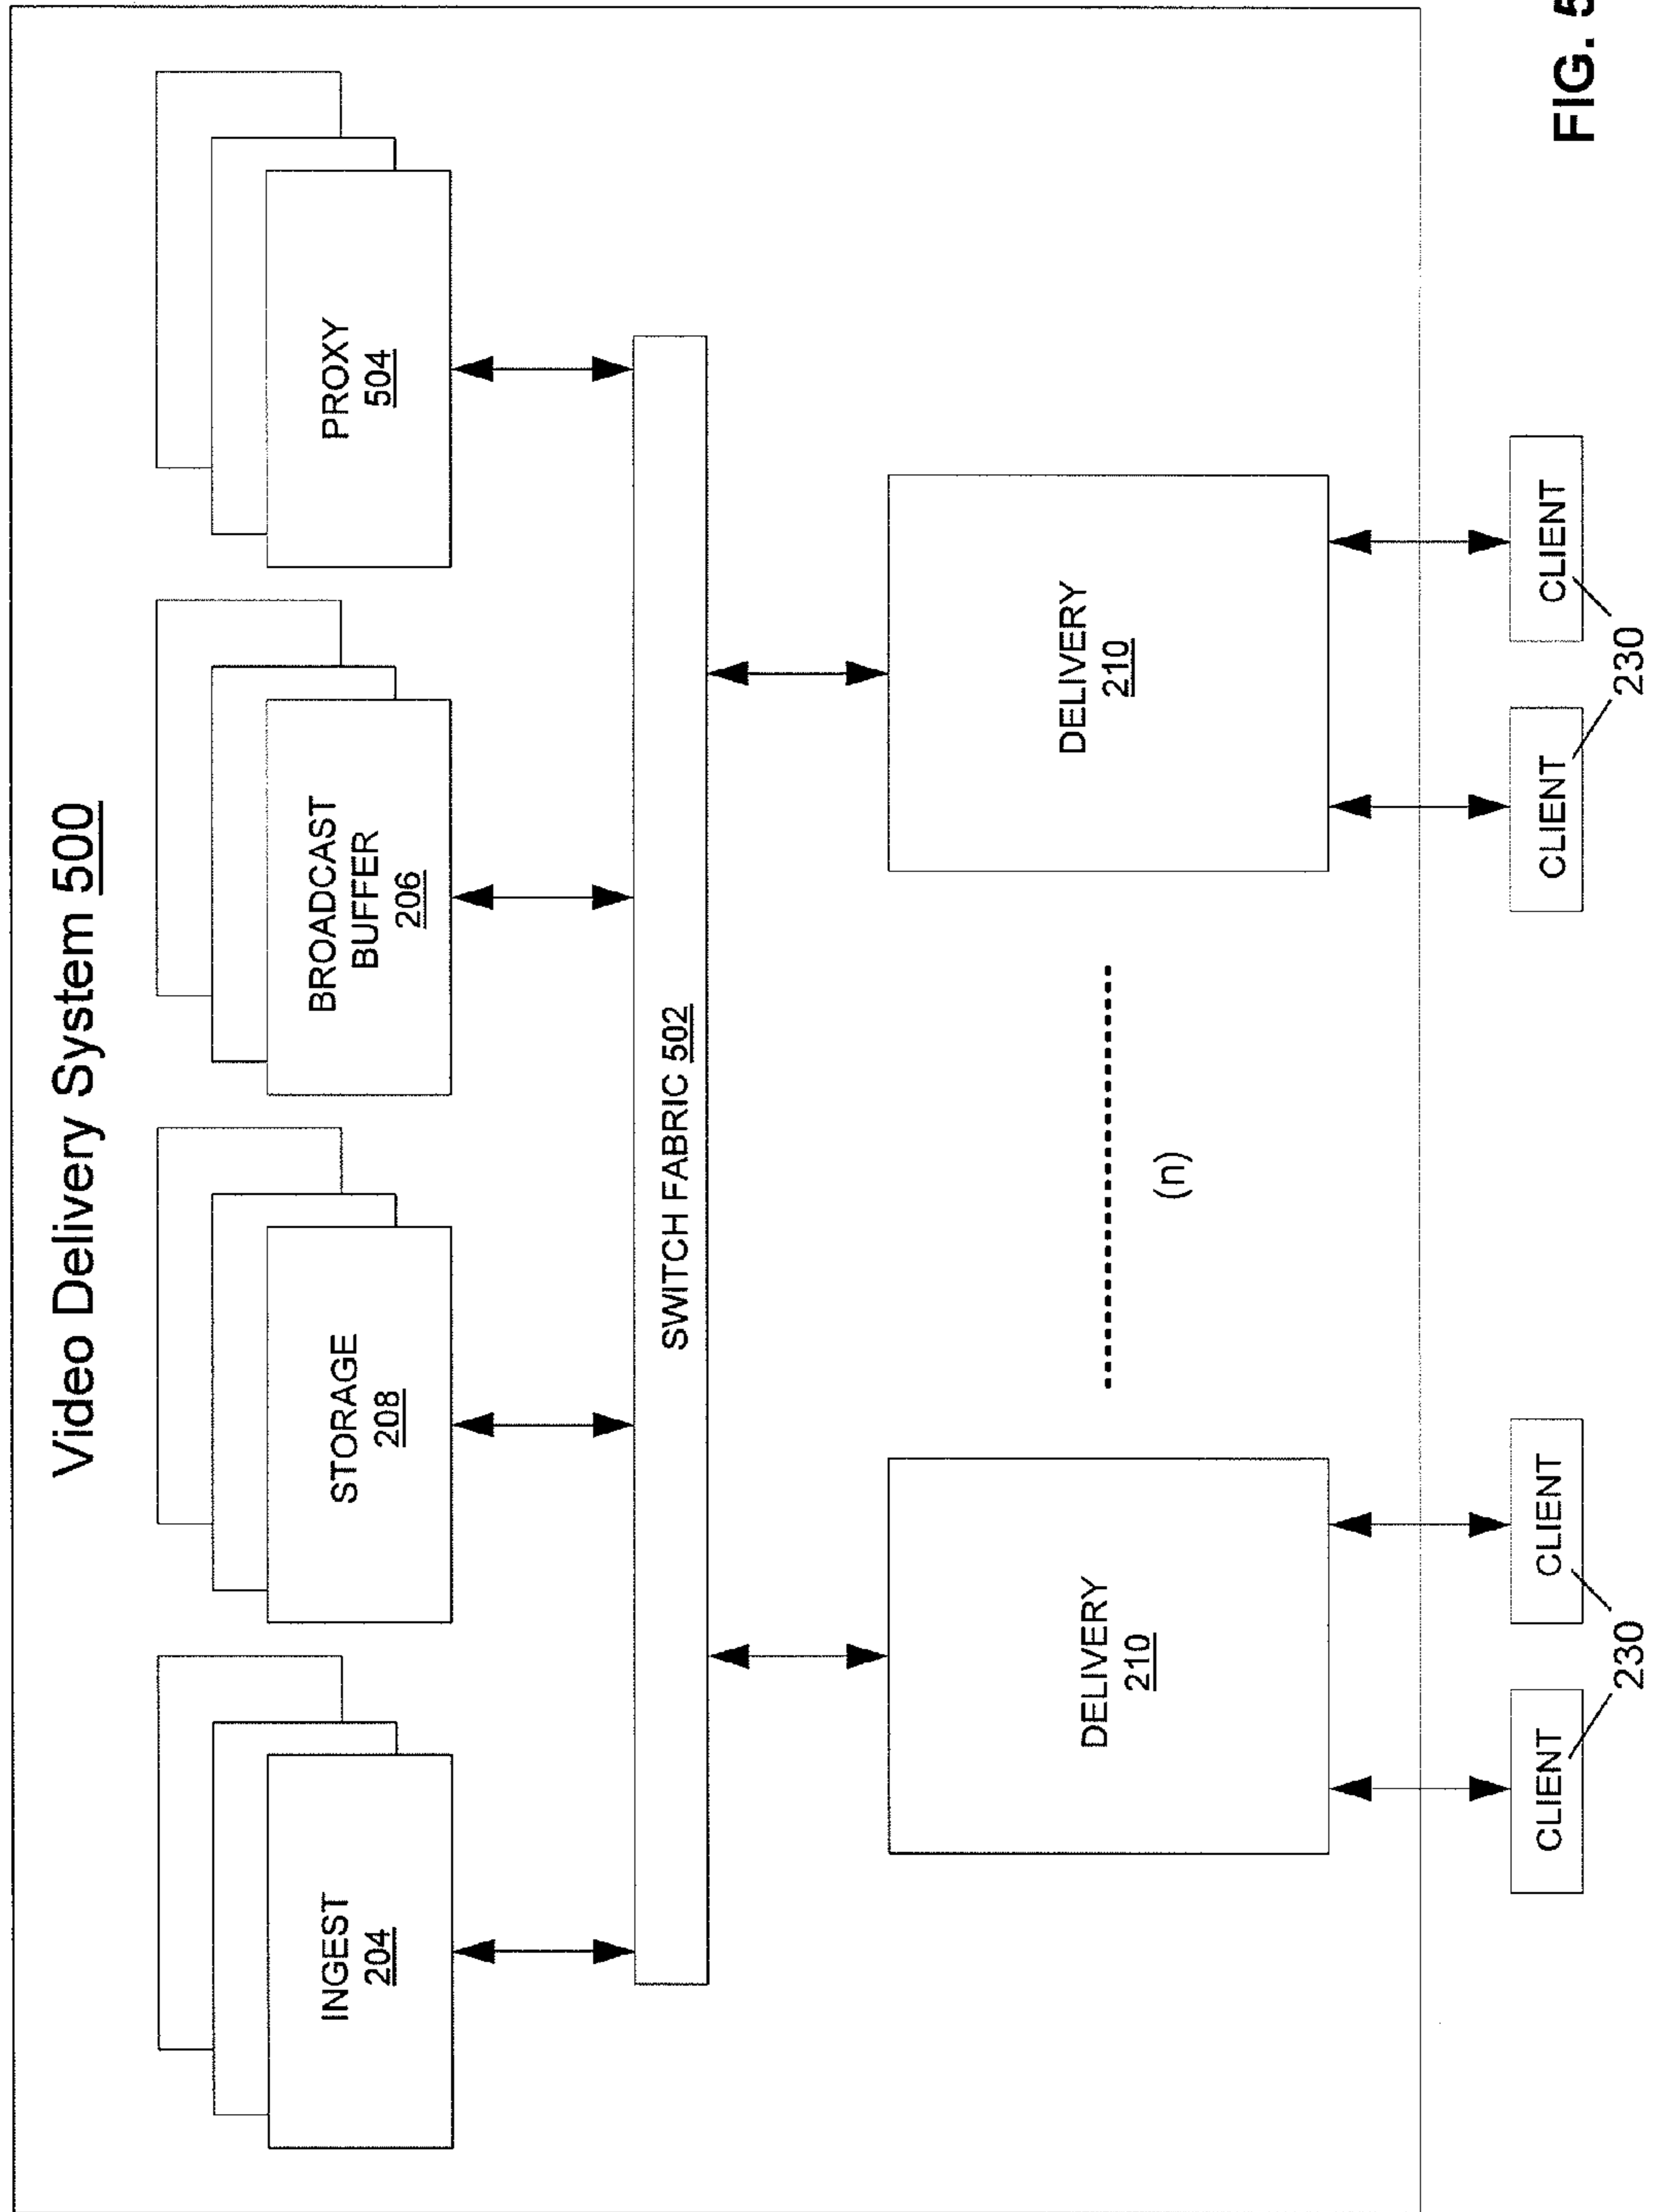 Video Delivery System 500
INGEST
204
STORAGE
208
BROADCAST
BUFFER
206
PROXY
504
SWITCH FABRIC 502
DELIVERY
210
(n)
DELIVERY
210
CLIENT
CLIENT
CLIENT
CLIENT
230
230
FIG. 5